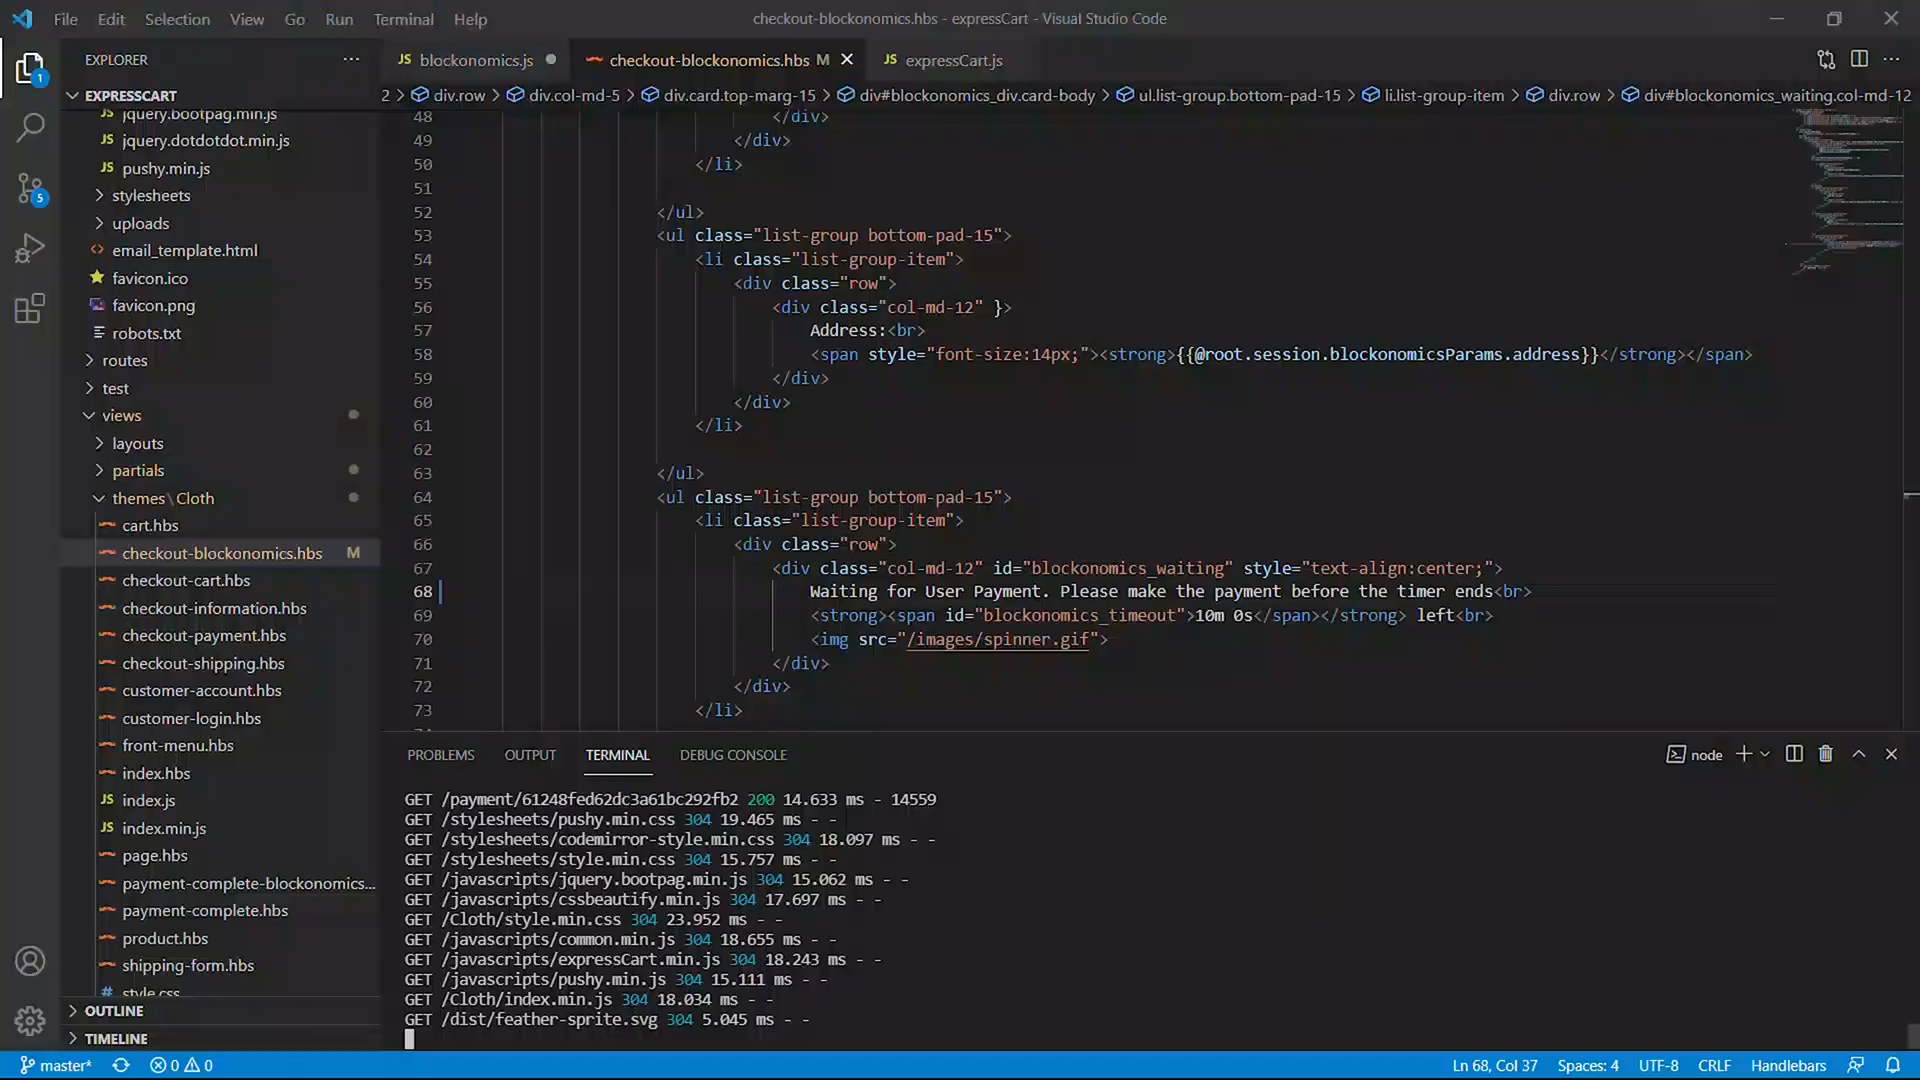 File Edit Selection View Go Run Terminal Help
checkout-blockonomics.hbs - expressCart - Visual Studio Code
EXPLORER
JS blockonomics.js
checkout-blockonomics.hbs M
JS expressCart.js
2 > div.row > div.col-md-5 > div.card.top-marg-15 > div#blockonomics_div.card-body > ul.list-group.bottom-pad-15 > li.list-group-item > div.row > div#blockonomics_waiting.col-md-12
1
5
EXPRESSCART
JS jquery.bootpag.min.js
JS jquery.dotdotdot.min.js
JS pushy.min.js
stylesheets
uploads
email_template.html
favicon.ico
favicon.png
robots.txt
routes
test
views
layouts
partials
themes\Cloth
cart.hbs
checkout-blockonomics.hbs M
checkout-cart.hbs
checkout-information.hbs
checkout-payment.hbs
checkout-shipping.hbs
customer-account.hbs
customer-login.hbs
front-menu.hbs
index.hbs
JS index.js
JS index.min.js
page.hbs
payment-complete-blockonomics...
payment-complete.hbs
product.hbs
shipping-form.hbs
# style.css
OUTLINE
TIMELINE
48 </div>
49 </div>
50 </li>
51
52 </ul>
53 <ul class="list-group bottom-pad-15">
54 <li class="list-group-item">
55 <div class="row">
56 <div class="col-md-12" }>
57 Address:<br>
58 <span style="font-size:14px;"><strong>{{@root.session.blockonomicsParams.address}}</strong></span>
59 </div>
60 </div>
61 </li>
62
63 </ul>
64 <ul class="list-group bottom-pad-15">
65 <li class="list-group-item">
66 <div class="row">
67 <div class="col-md-12" id="blockonomics_waiting" style="text-align:center;">
68 Waiting for User Payment. Please make the payment before the timer ends<br>
69 <strong><span id="blockonomics_timeout">10m 0s</span></strong> left<br>
70 <img src="/images/spinner.gif">
71 </div>
72 </div>
73 </li>
PROBLEMS OUTPUT TERMINAL DEBUG CONSOLE
node
GET /payment/61248fed62dc3a61bc292fb2 200 14.633 ms - 14559
GET /stylesheets/pushy.min.css 304 19.465 ms - -
GET /stylesheets/codemirror-style.min.css 304 18.097 ms - -
GET /stylesheets/style.min.css 304 15.757 ms - -
GET /javascripts/jquery.bootpag.min.js 304 15.062 ms - -
GET /javascripts/cssbeautify.min.js 304 17.697 ms - -
GET /Cloth/style.min.css 304 23.952 ms - -
GET /javascripts/common.min.js 304 18.655 ms - -
GET /javascripts/expressCart.min.js 304 18.243 ms - -
GET /javascripts/pushy.min.js 304 15.111 ms - -
GET /Cloth/index.min.js 304 18.034 ms - -
GET /dist/feather-sprite.svg 304 5.045 ms - -
master* 0 0
Ln 68, Col 37 Spaces: 4 UTF-8 CRLF Handlebars